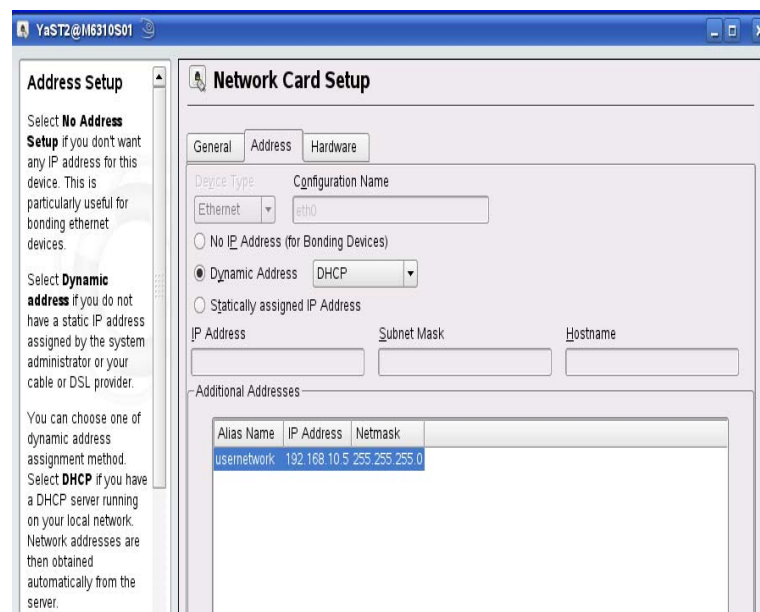 YaST2@M6310S01
Address Setup
Select No Address
Setup if you don't want
any IP address for this
device. This is
particularly useful for
bonding ethernet
devices.
Select Dynamic
address if you do not
have a static IP address
assigned by the system
administrator or your
cable or DSL provider.
You can choose one of
dynamic address
assignment method.
Select DHCP if you have
a DHCP server running
on your local network.
Network addresses are
then obtained
automatically from the
server.
Network Card Setup
General Address Hardware
Device Type Configuration Name
Ethernet eth0
No IP Address (for Bonding Devices)
Dynamic Address DHCP
Statically assigned IP Address
IP Address Subnet Mask Hostname
Additional Addresses
Alias Name IP Address Netmask
usernetwork 192.168.10.5 255.255.255.0